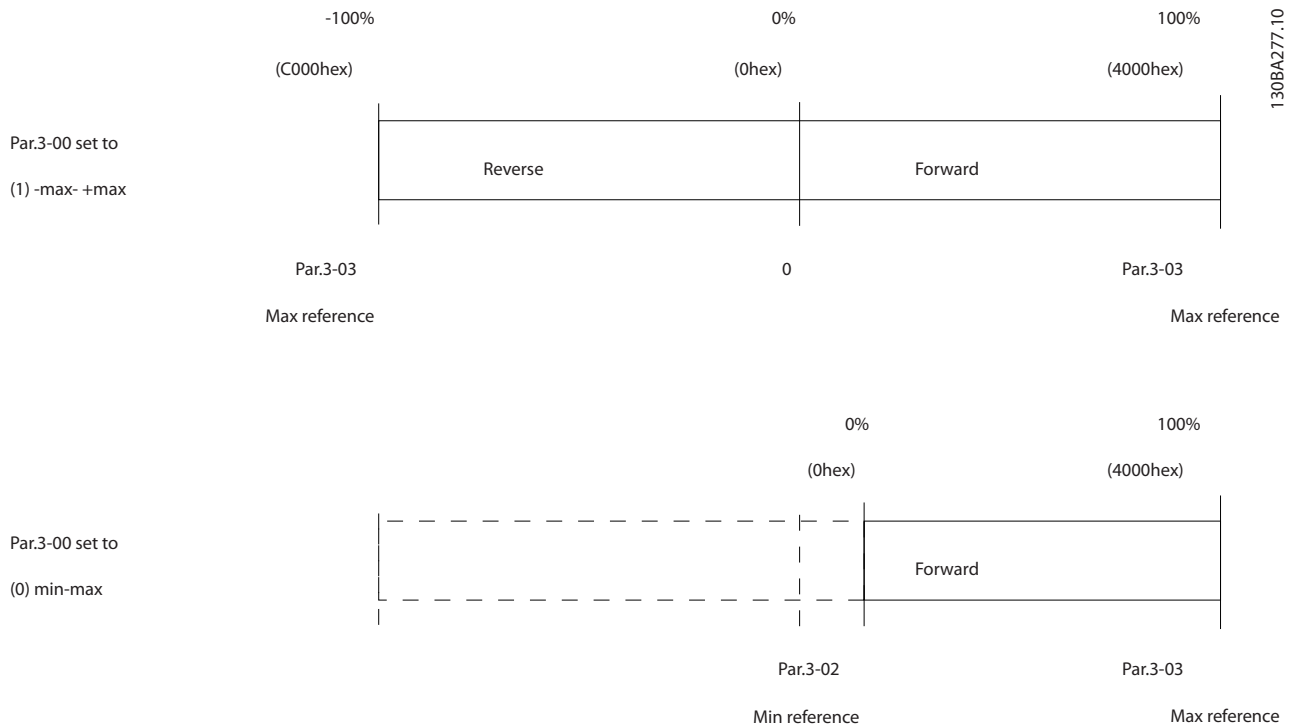 -100% 0% 100%
(C000hex) (0hex) (4000hex)
130BA277.10
Par.3-00 set to
(1) -max- +max
Reverse Forward
Par.3-03 0 Par.3-03
Max reference Max reference
0% 100%
(0hex) (4000hex)
Par.3-00 set to
(0) min-max
Forward
Par.3-02 Par.3-03
Min reference Max reference